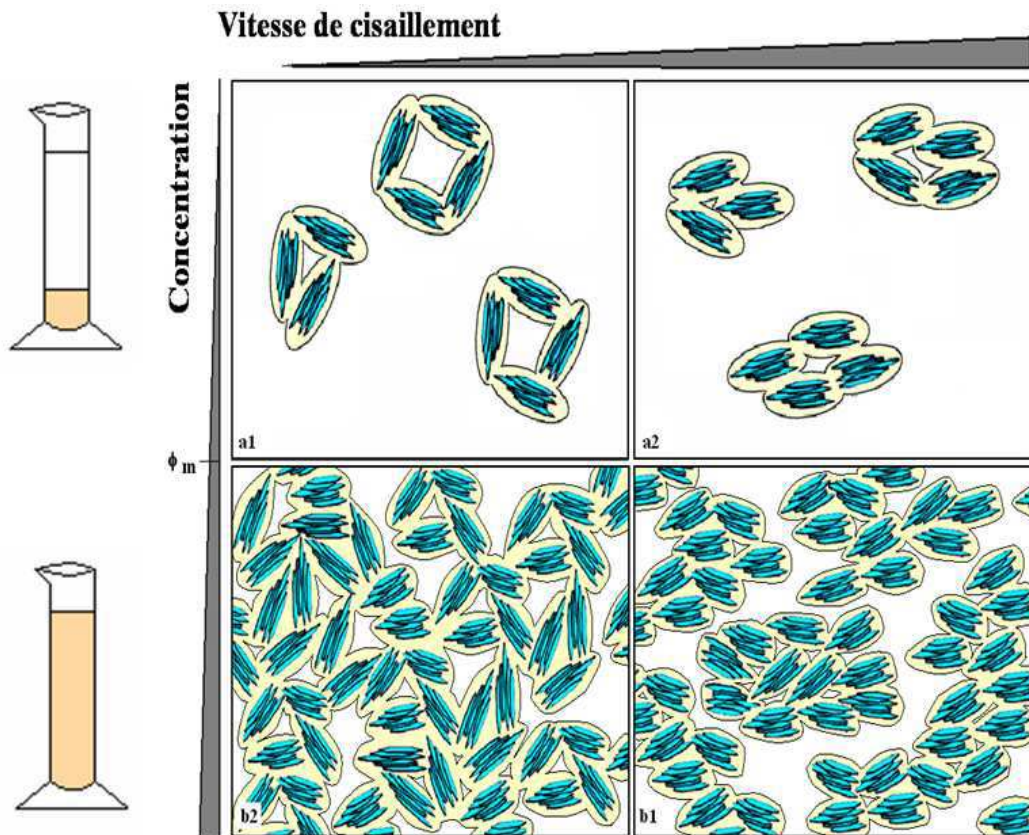 Vitesse de cisaillement
Concentration
a1
a2
ϕ m
b2
b1